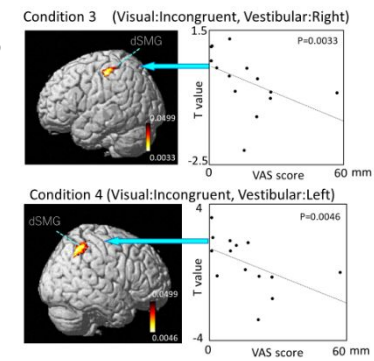 Condition 3 (Visual:Incongruent, Vestibular:Right)
dSMG
0.0499
0.0033
1.5
P=0.0033
T value
-2.5
0
VAS score
60 mm
Condition 4 (Visual:Incongruent, Vestibular:Left)
dSMG
0.0499
0.0046
4
P=0.0046
T value
-4
0
VAS score
60 mm